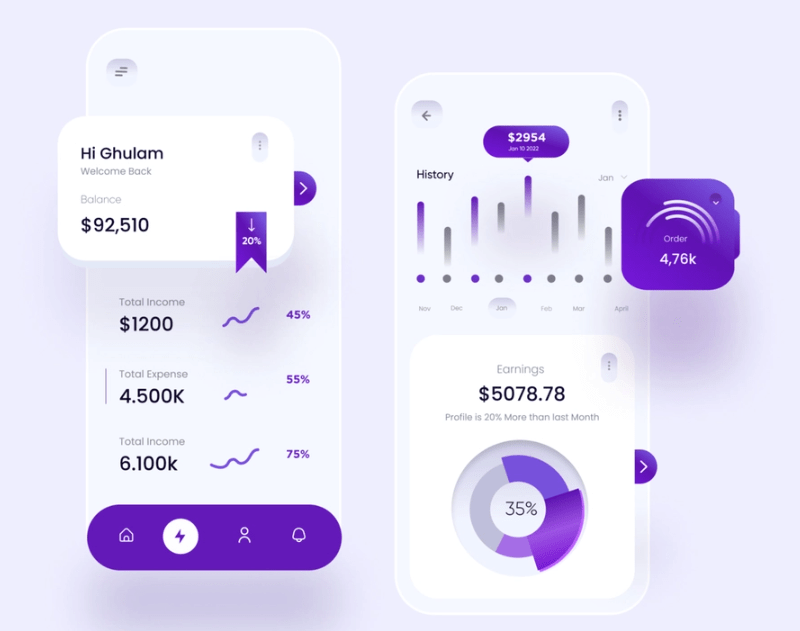 Hi Ghulam
Welcome Back
Balance
$92,510
20%
Total Income
$1200
45%
Total Expense
4.500K
55%
Total Income
6.100k
75%
$2954
Jan 10 2022
History
Jan
Nov
Dec
Jan
Feb
Mar
April
Order
4,76k
Earnings
$5078.78
Profile is 20% More than last Month
35%